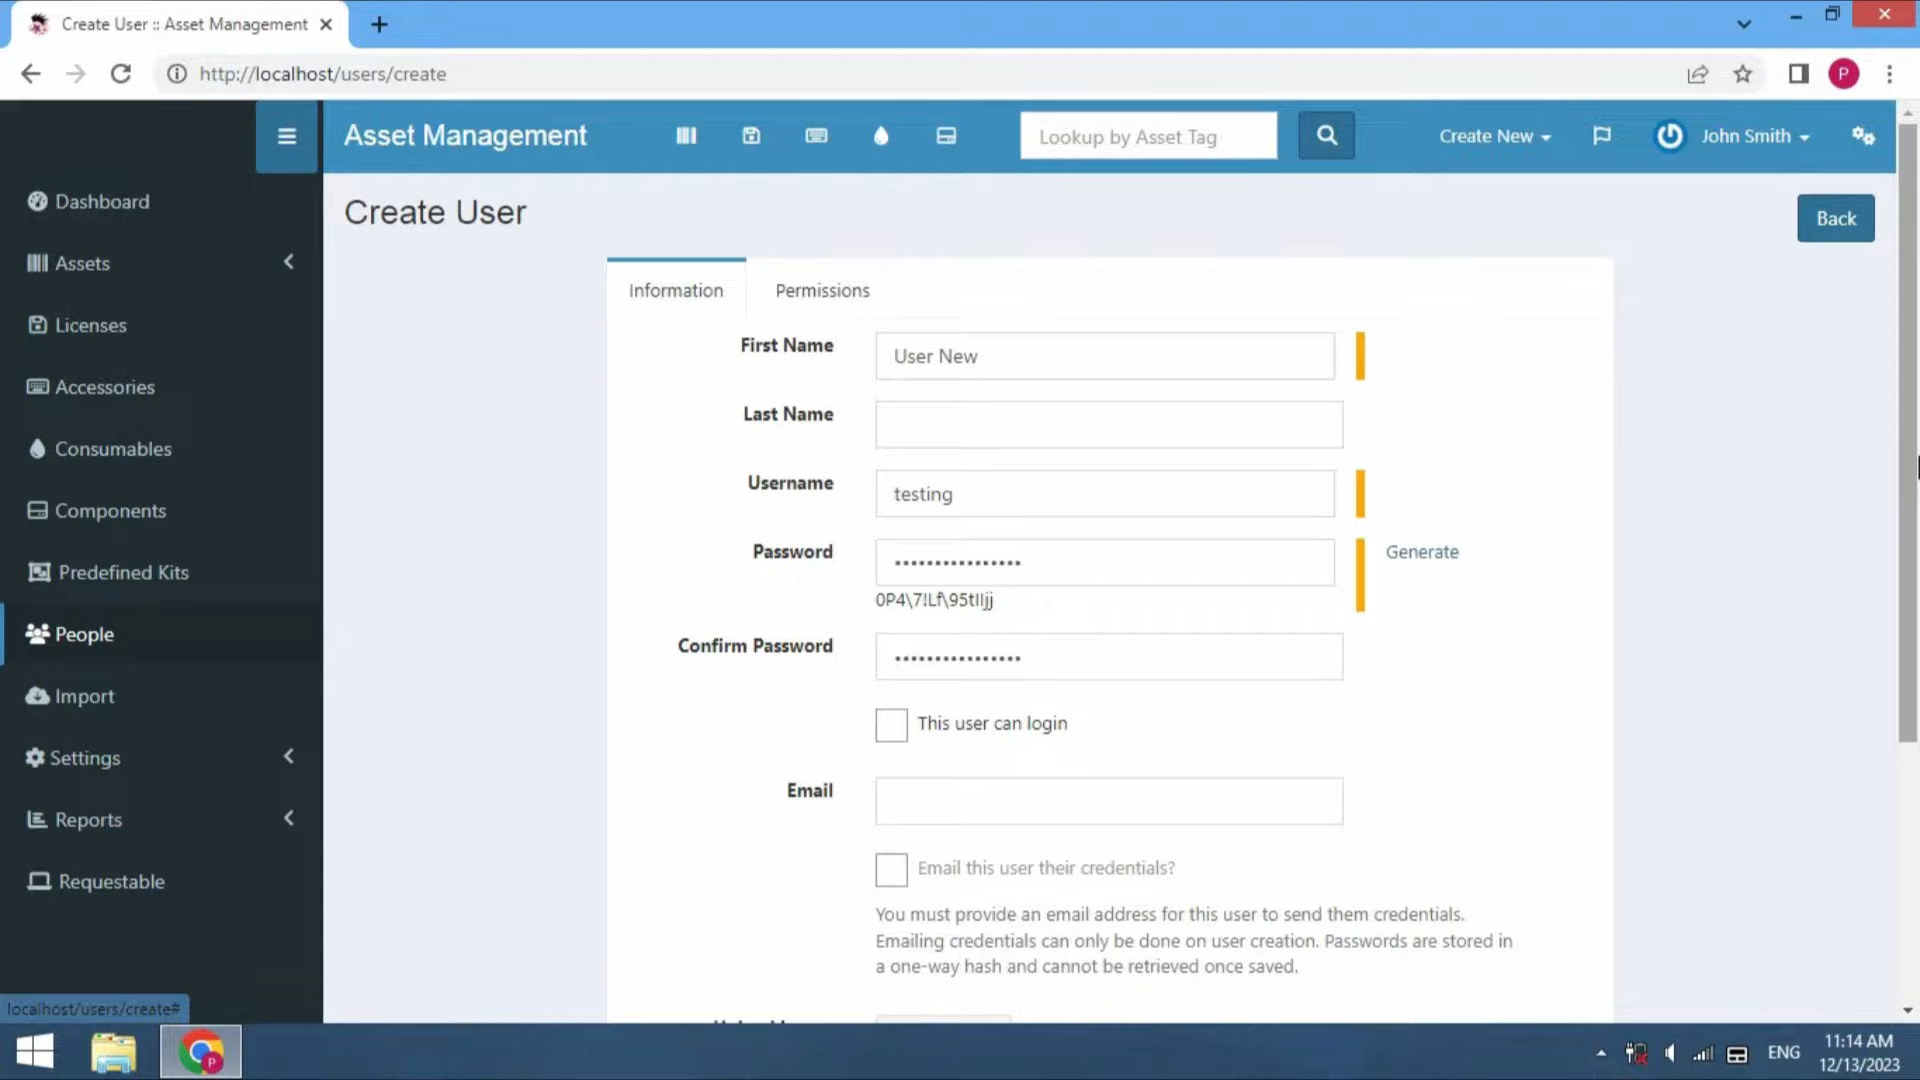 Create User :: Asset Management
http://localhost/users/create
P
Asset Management
Lookup by Asset Tag
Create New
John Smith
Dashboard
Assets
Licenses
Accessories
Consumables
Components
Predefined Kits
People
Import
Settings
Reports
Requestable
Create User
Back
Information
Permissions
First Name
User New
Last Name
Username
testing
Password
••••••••••••••••
Generate
Confirm Password
••••••••••••••••
This user can login
Email
Email this user their credentials?
You must provide an email address for this user to send them credentials.
Emailing credentials can only be done on user creation. Passwords are stored in
a one-way hash and cannot be retrieved once saved.
localhost/users/create#
P
ENG
11:14 AM
12/13/2023